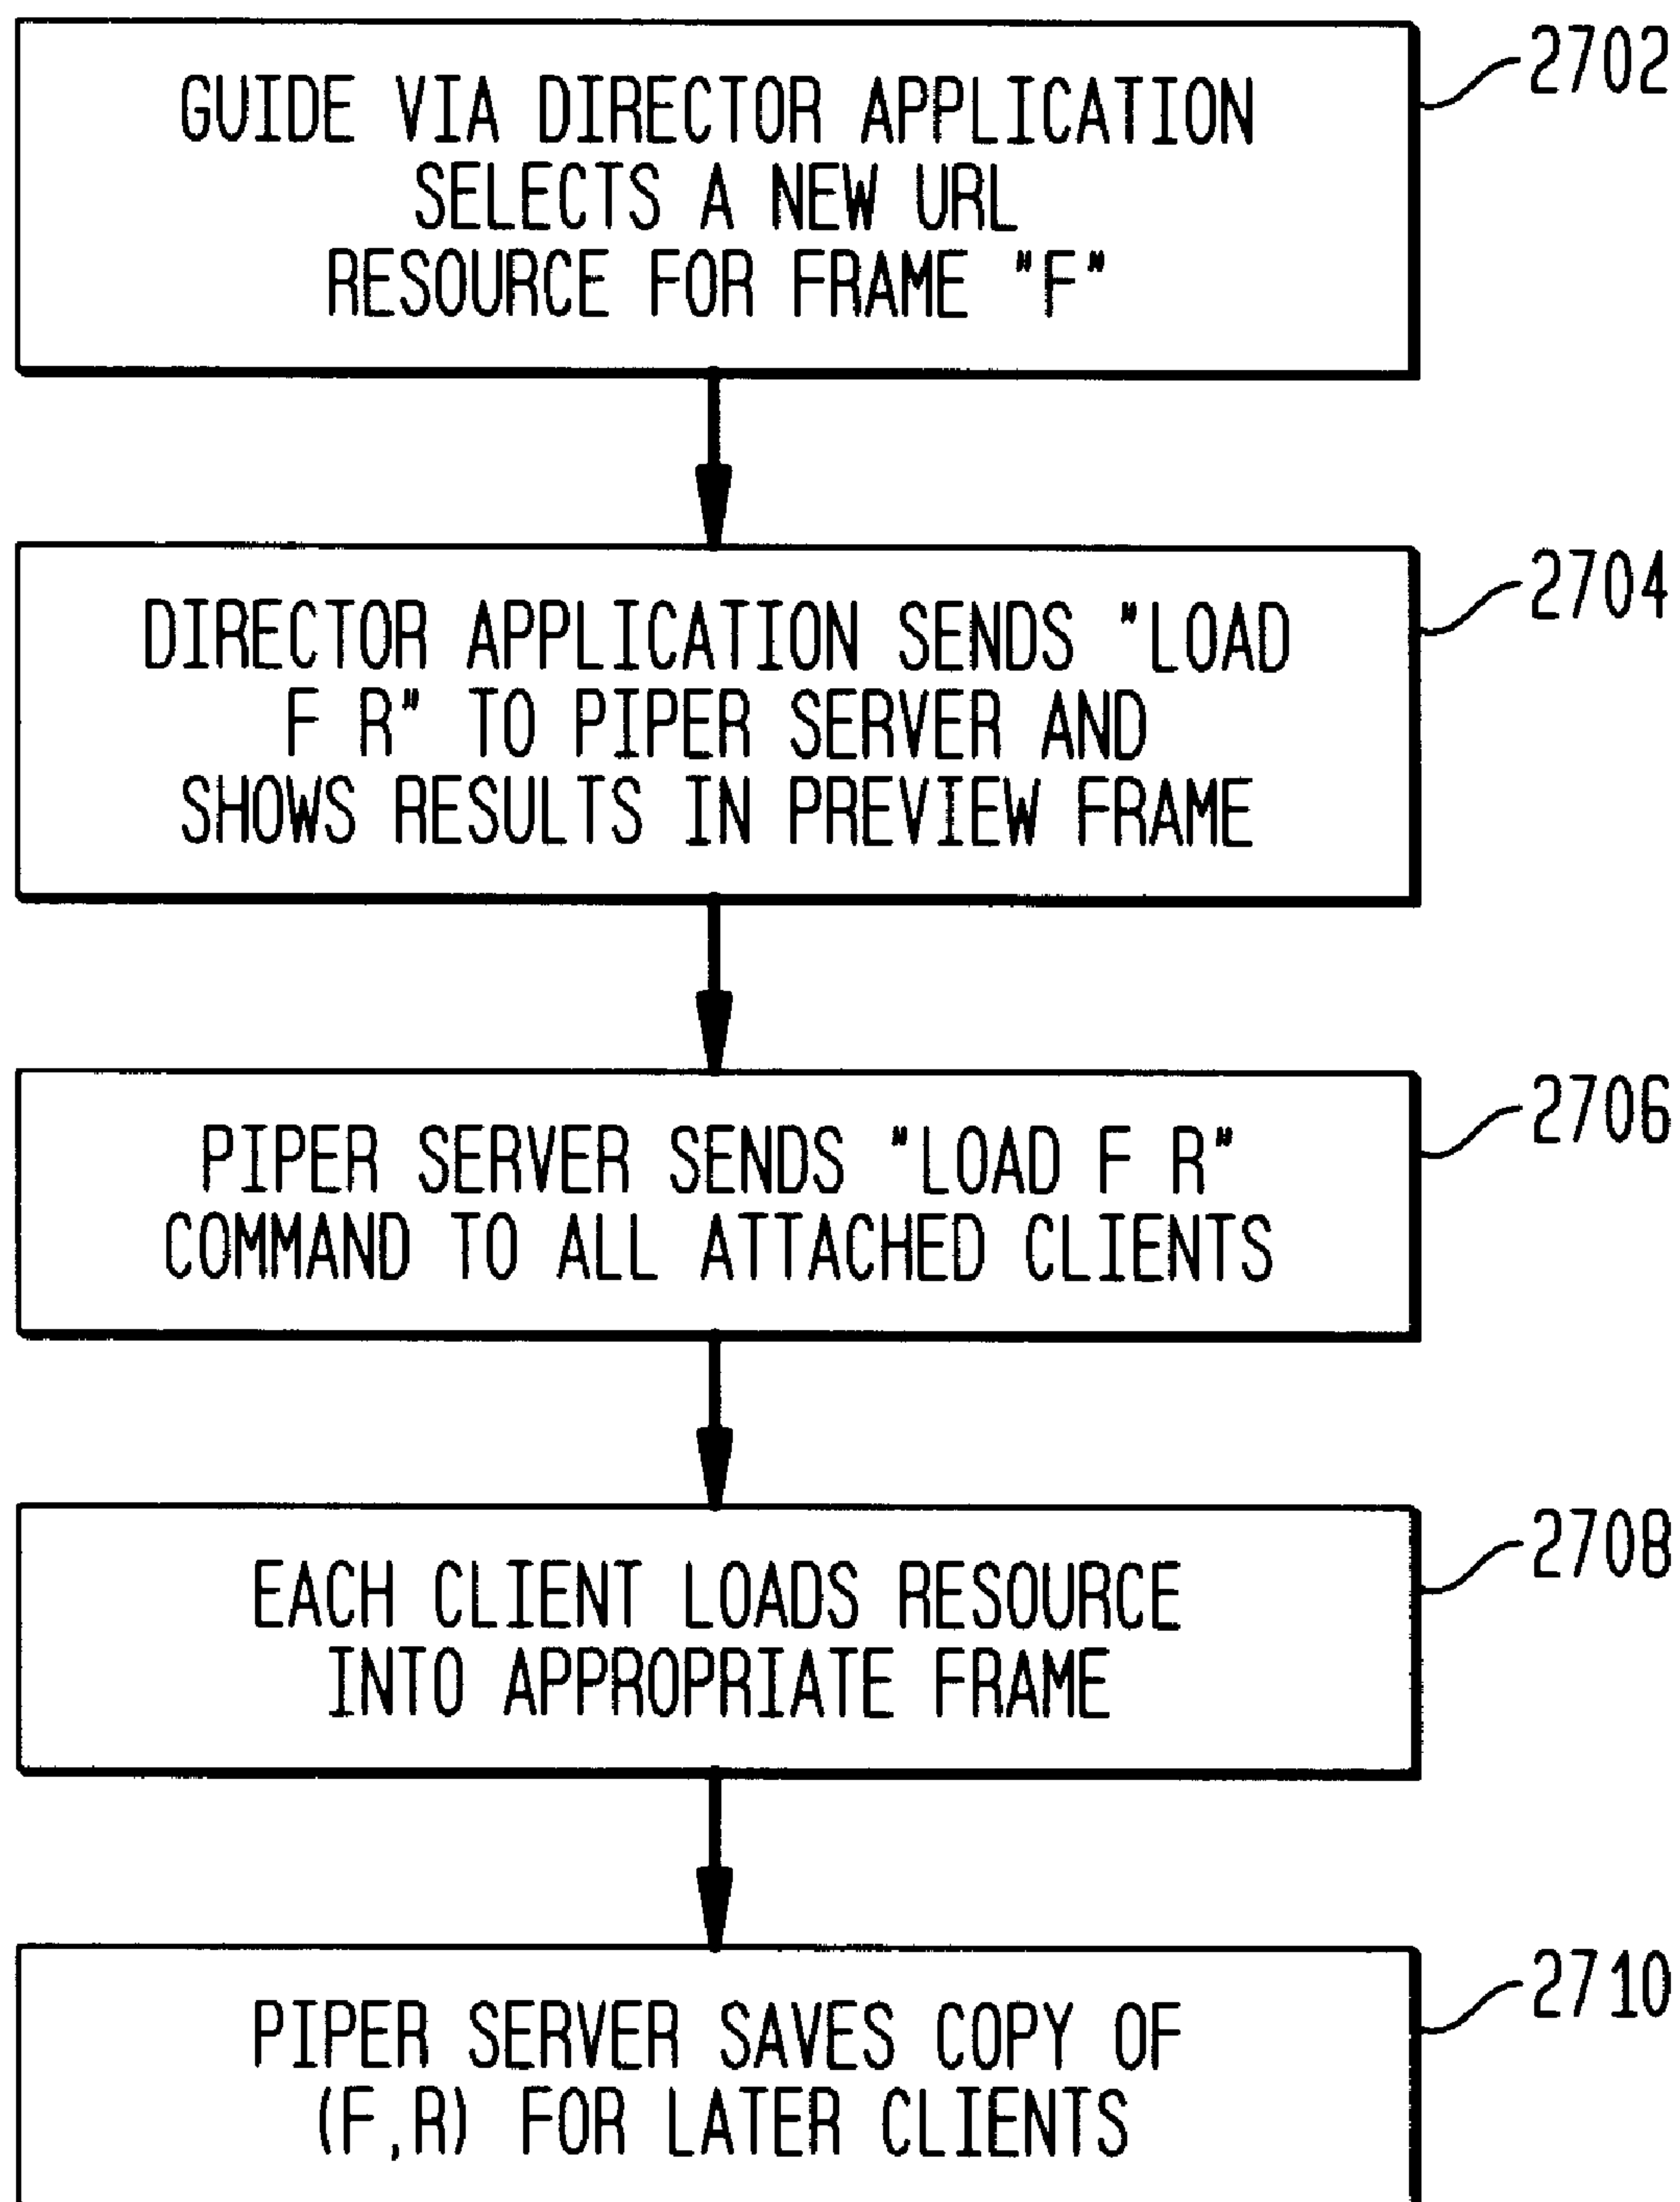 GUIDE VIA DIRECTOR APPLICATION
SELECTS A NEW URL
RESOURCE FOR FRAME "F"
2702
DIRECTOR APPLICATION SENDS "LOAD
F R" TO PIPER SERVER AND
SHOWS RESULTS IN PREVIEW FRAME
2704
PIPER SERVER SENDS "LOAD F R"
COMMAND TO ALL ATTACHED CLIENTS
2706
EACH CLIENT LOADS RESOURCE
INTO APPROPRIATE FRAME
2708
PIPER SERVER SAVES COPY OF
(F,R) FOR LATER CLIENTS
2710